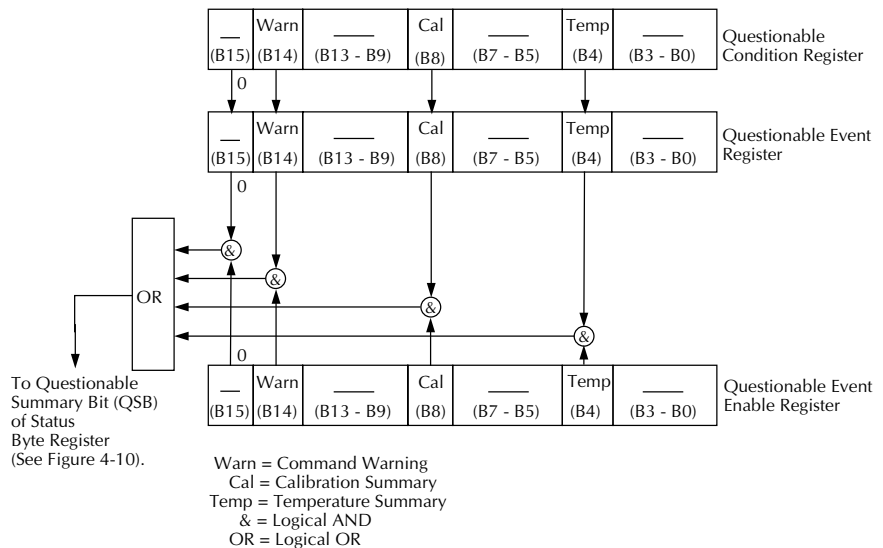 Warn Cal Temp
(B15) (B14) (B13 - B9) (B8) (B7 - B5) (B4) (B3 - B0)
Questionable
Condition Register
0
Warn Cal Temp
(B15) (B14) (B13 - B9) (B8) (B7 - B5) (B4) (B3 - B0)
Questionable Event
Register
0
&
&
OR
&
&
0
To Questionable
Summary Bit (QSB)
of Status
Byte Register
(See Figure 4-10).
Warn Cal Temp
(B15) (B14) (B13 - B9) (B8) (B7 - B5) (B4) (B3 - B0)
Questionable Event
Enable Register
Warn = Command Warning
Cal = Calibration Summary
Temp = Temperature Summary
& = Logical AND
OR = Logical OR